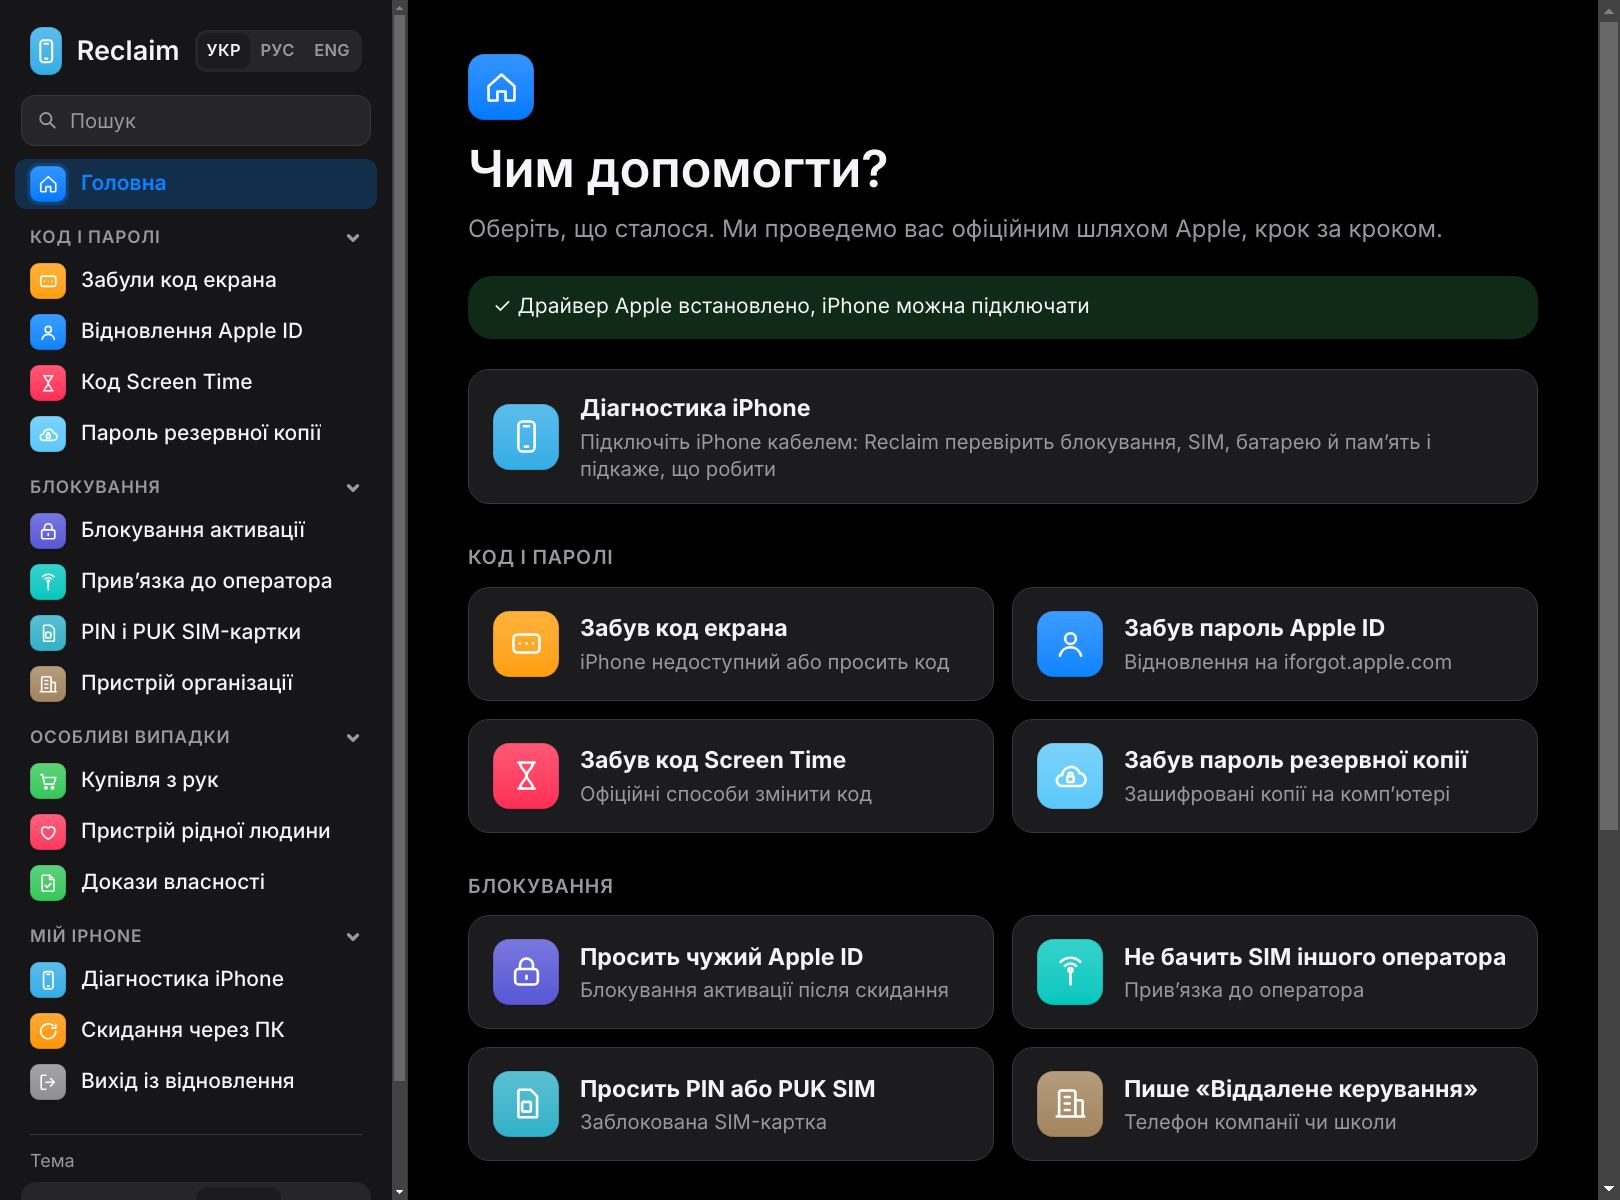 Reclaim
УКР РУС ENG
Пошук
Головна
КОД І ПАРОЛІ
Забули код екрана
Відновлення Apple ID
Код Screen Time
Пароль резервної копії
БЛОКУВАННЯ
Блокування активації
Прив’язка до оператора
PIN і PUK SIM-картки
Пристрій організації
ОСОБЛИВІ ВИПАДКИ
Купівля з рук
Пристрій рідної людини
Докази власності
МІЙ IPHONE
Діагностика iPhone
Скидання через ПК
Вихід із відновлення
Тема
Чим допомогти?
Оберіть, що сталося. Ми проведемо вас офіційним шляхом Apple, крок за кроком.
✓ Драйвер Apple встановлено, iPhone можна підключати
Діагностика iPhone
Підключіть iPhone кабелем: Reclaim перевірить блокування, SIM, батарею й пам’ять і
підкаже, що робити
КОД І ПАРОЛІ
Забув код екрана
iPhone недоступний або просить код
Забув пароль Apple ID
Відновлення на iforgot.apple.com
Забув код Screen Time
Офіційні способи змінити код
Забув пароль резервної копії
Зашифровані копії на комп’ютері
БЛОКУВАННЯ
Просить чужий Apple ID
Блокування активації після скидання
Не бачить SIM іншого оператора
Прив’язка до оператора
Просить PIN або PUK SIM
Заблокована SIM-картка
Пише «Віддалене керування»
Телефон компанії чи школи